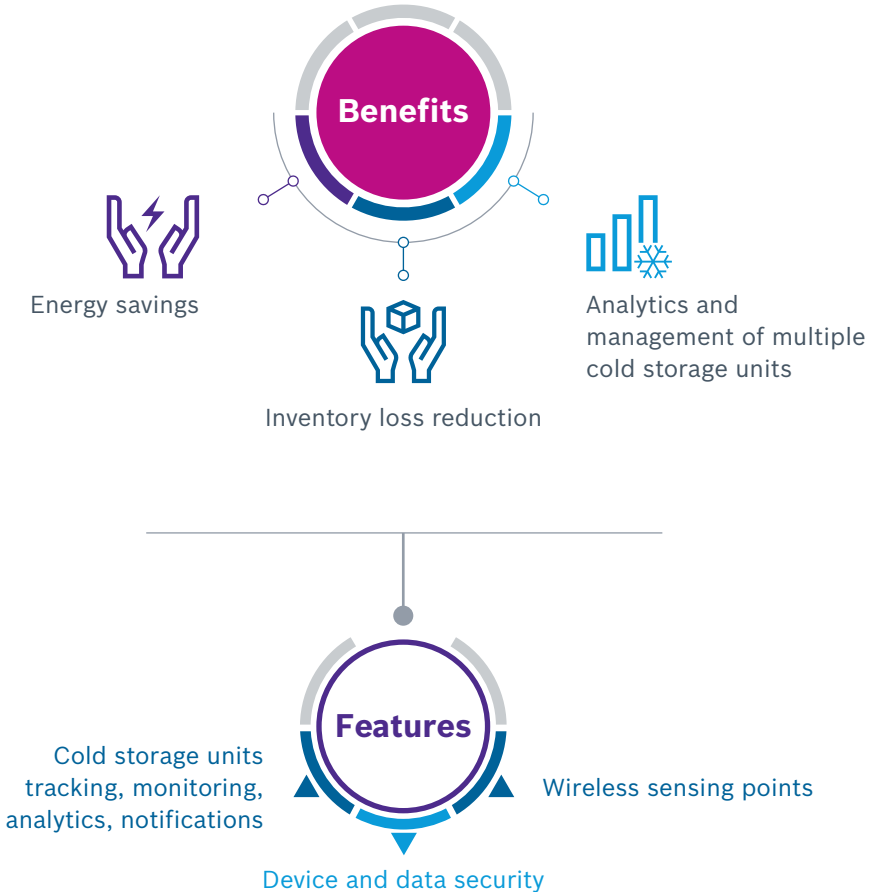 Benefits
Energy savings
Inventory loss reduction
Analytics and
management of multiple
cold storage units
Features
Cold storage units
tracking, monitoring,
analytics, notifications
Device and data security
Wireless sensing points